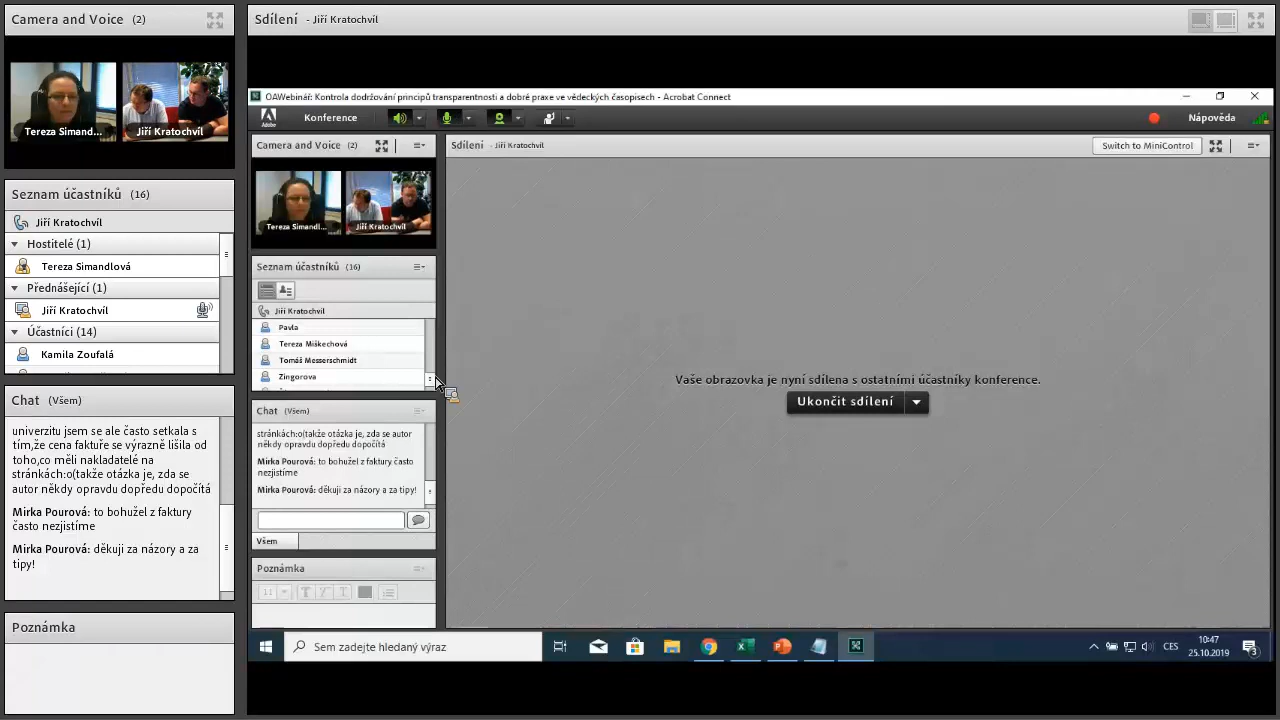 Camera and Voice (2)
Tereza Simand...
Jiří Kratochvíl
Seznam účastníků (16)
Jiří Kratochvíl
Hostitelé (1)
Tereza Simandlová
Přednášející (1)
Jiří Kratochvíl
Účastníci (14)
Kamila Zoufalá
Chat (Všem)
univerzitu jsem se ale často setkala s
tím,že cena faktuře se výrazně lišila od
toho,co měli nakladatelé na
stránkách:o(takže otázka je, zda se
autor někdy opravdu dopředu dopočítá
Mirka Pourová: to bohužel z faktury
často nezjistíme
Mirka Pourová: děkuji za názory a za
tipy!
Poznámka
Sdílení - Jiří Kratochvíl
OAWebinář: Kontrola dodržování principů transparentnosti a dobré praxe ve vědeckých časopisech - Acrobat Connect
Adobe
Konference
Nápověda
Camera and Voice (2)
Tereza Simandl...
Jiří Kratochvíl
Seznam účastníků (16)
Jiří Kratochvíl
Pavla
Tereza Miškechová
Tomáš Messerschmidt
Zingorova
Chat (Všem)
stránkách:o(takže otázka je, zda se autor
někdy opravdu dopředu dopočítá
Mirka Pourová: to bohužel z faktury často
nezjistíme
Mirka Pourová: děkuji za názory a za tipy!
Všem
Poznámka
11
Sdílení - Jiří Kratochvíl
Switch to MiniControl
Vaše obrazovka je nyní sdílena s ostatními účastníky konference.
Ukončit sdílení
Sem zadejte hledaný výraz
CES
10:47
25.10.2019
3